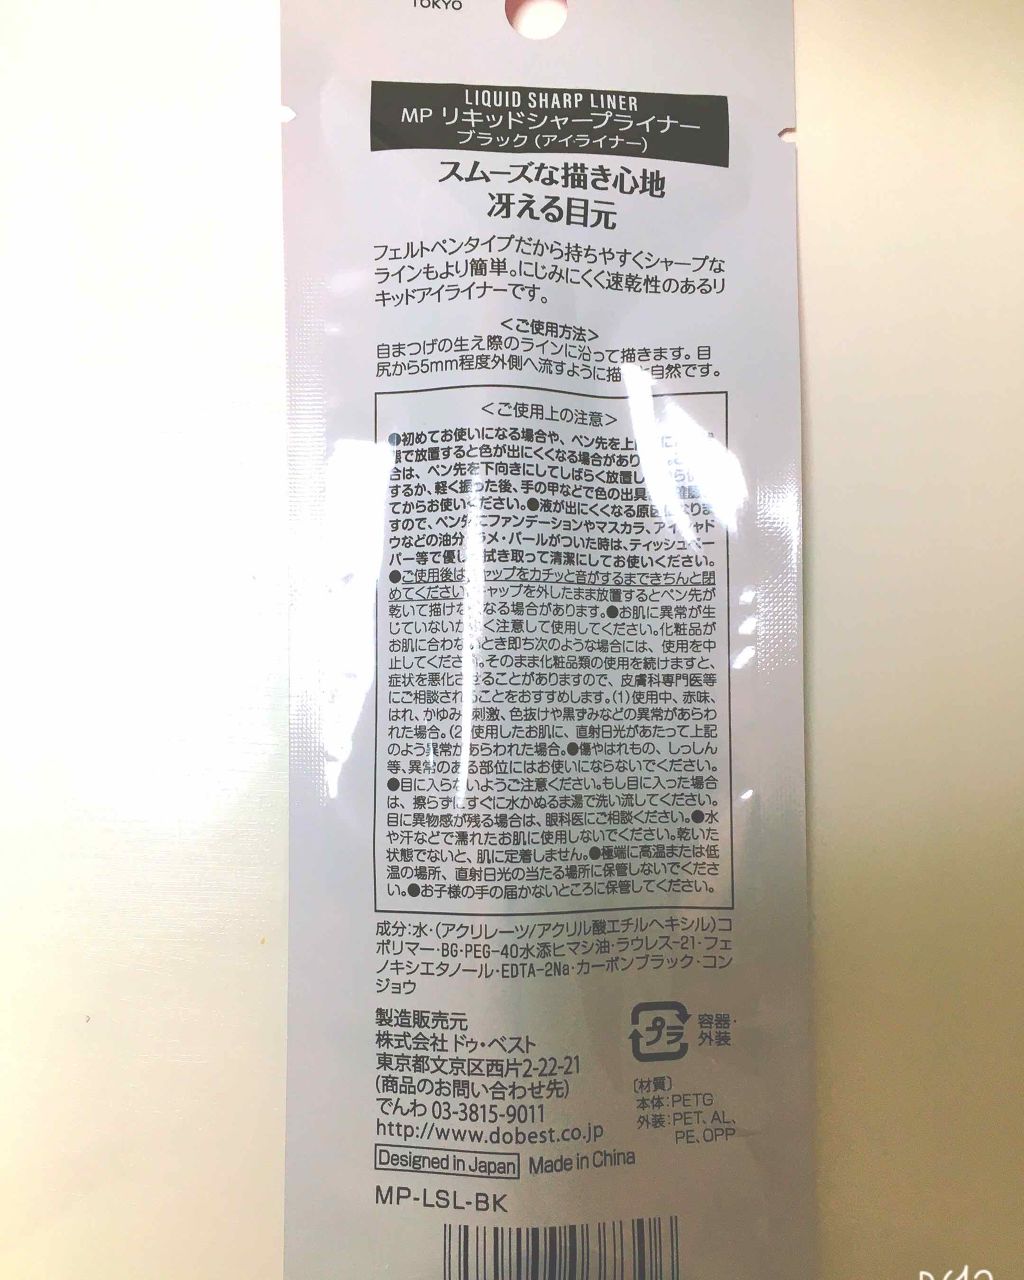 TOKYO
LIQUID SHARP LINER
MP リキッドシャープライナー
ブラック (アイライナー)
スムーズな描き心地
冴える目元
フェルトペンタイプだから持ちやすくシャープな
ラインもより簡単。にじみにくく速乾性のあるリ
キッドアイライナーです。
<ご使用方法>
自まつげの生え際のラインに沿って描きます。目
尻から5mm程度外側へ流すように描 と自然です。
<ご使用上の注意>
●初めてお使いになる場合や、ペン先を上
態で放置すると色が出にくくなる場合があり
合は、ペン先を下向きにしてしばらく放置し
するか、軽く振った後、手の甲などで色の出具 確認
てからお使いください。●液が出にくくなる原因になりま
すので、ペン先にファンデーションやマスカラ、アイシャド
ウなどの油分 ラメ・パールがついた時は、ティッシュペー
パー等で優しく拭き取って清潔にしてお使いください。
●ご使用後は、キャップをカチッと音がするまできちんと閉
めてください。キャップを外したまま放置するとペン先が
乾いて描けなくなる場合があります。●お肌に異常が生
じていないかよく注意して使用してください。化粧品が
お肌に合わないとき即ち次のような場合には、使用を中
止してください。そのまま化粧品類の使用を続けますと、
症状を悪化させることがありますので、皮膚科専門医等
にご相談されることをおすすめします。(1)使用中、赤味、
はれ、かゆみ、刺激、色抜けや黒ずみなどの異常があらわ
れた場合。(2)使用したお肌に、直射日光があたって上記
のよう異常があらわれた場合。●傷やはれもの、しっしん
等、異常のある部位にはお使いにならないでください。
●目に入らないようご注意ください。もし目に入った場合
は、擦らずにすぐに水かぬるま湯で洗い流してください。
目に異物感が残る場合は、眼科医にご相談ください。●水
や汗などで濡れたお肌に使用しないでください。乾いた
状態でないと、肌に定着しません。●極端に高温または低
温の場所、直射日光の当たる場所に保管しないでくださ
い。●お子様の手の届かないところに保管してください。
成分:水・(アクリレーツ/アクリル酸エチルヘキシル)コ
ポリマー・BG・PEG-40水添ヒマシ油・ラウレス-21・フェ
ノキシエタノール・EDTA-2Na・カーボンブラック・コン
ジョウ
製造販売元
株式会社 ドゥ・ベスト
東京都文京区西片2-22-21
(商品のお問い合わせ先)
でんわ 03-3815-9011
http://www.dobest.co.jp
プラ
容器・
外装
〔材質〕
本体:PETG
外装:PET、AL、
PE、OPP
Designed in Japan Made in China
MP-LSL-BK